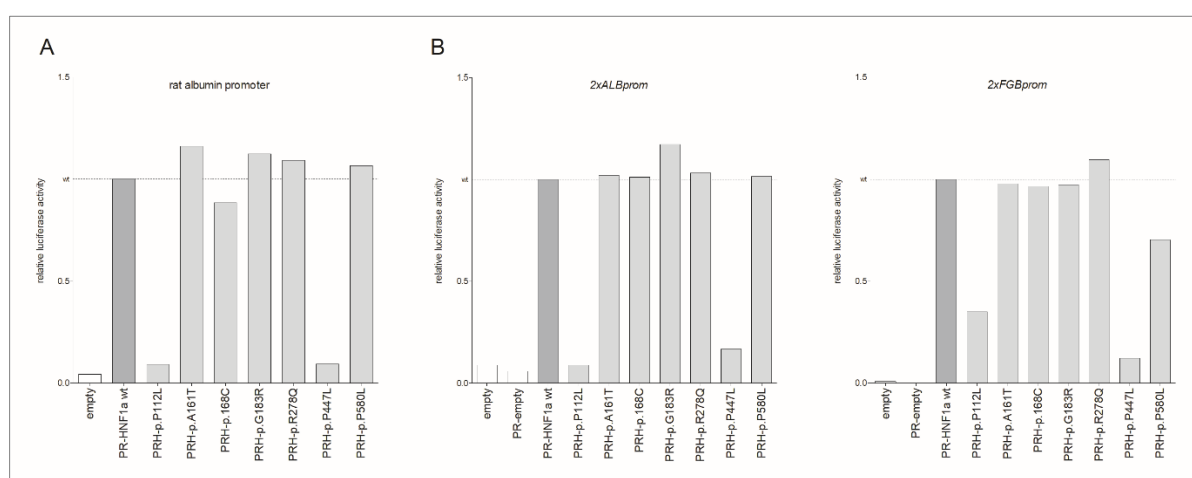 A
rat albumin promoter
relative luciferase activity
1.5
wt
0.5
0.0
empty
PR-HNF1a wt
PRH-p.P112L
PRH-p.A161T
PRH-p.168C
PRH-p.G183R
PRH-p.R278Q
PRH-p.P447L
PRH-p.P580L
B
2xALBprom
relative luciferase activity
1.5
wt
0.5
0.0
empty
PR-empty
PR-HNF1a wt
PRH-p.P112L
PRH-p.A161T
PRH-p.168C
PRH-p.G183R
PRH-p.R278Q
PRH-p.P447L
PRH-p.P580L
2xFGBprom
relative luciferase activity
1.5
wt
0.5
0.0
empty
PR-empty
PR-HNF1a wt
PRH-p.P112L
PRH-p.A161T
PRH-p.168C
PRH-p.G183R
PRH-p.R278Q
PRH-p.P447L
PRH-p.P580L